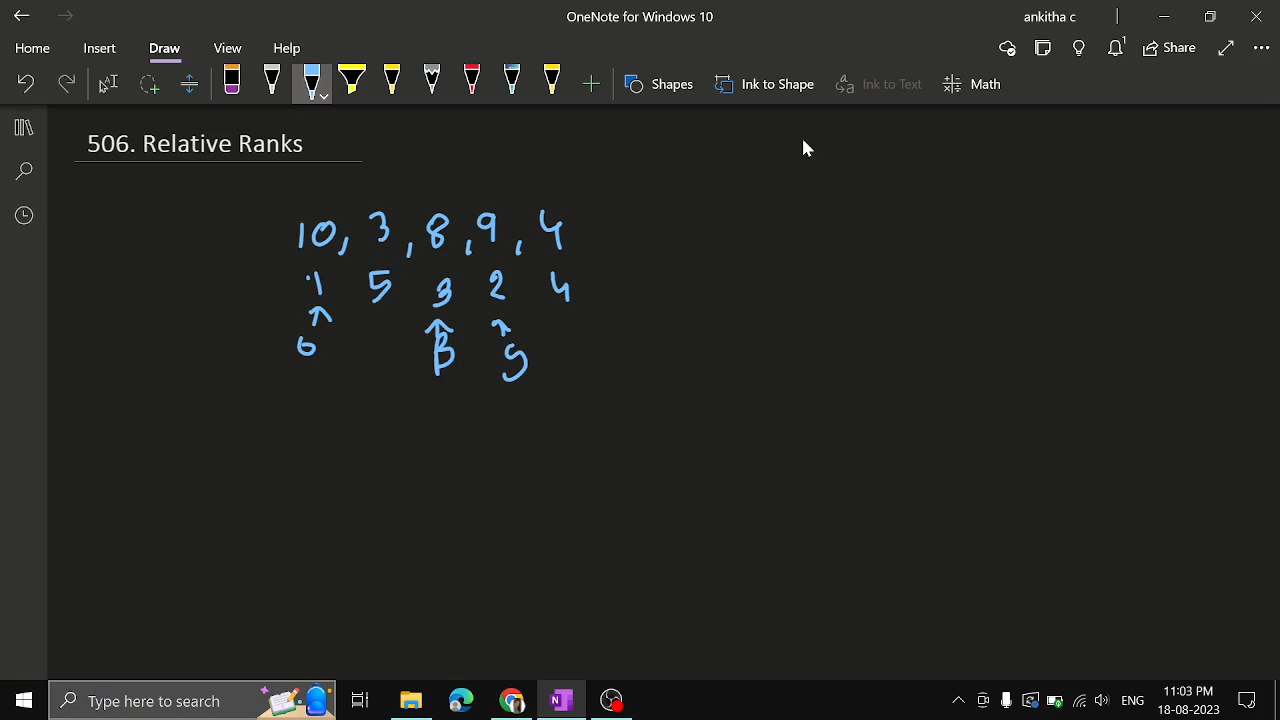 OneNote for Windows 10
ankitha c
Home Insert Draw View Help
Share
Shapes Ink to Shape Ink to Text Math
506. Relative Ranks
10, 3, 8, 9, 4
1 5 3 2 4
G B S
Type here to search
ENG
11:03 PM
18-08-2023